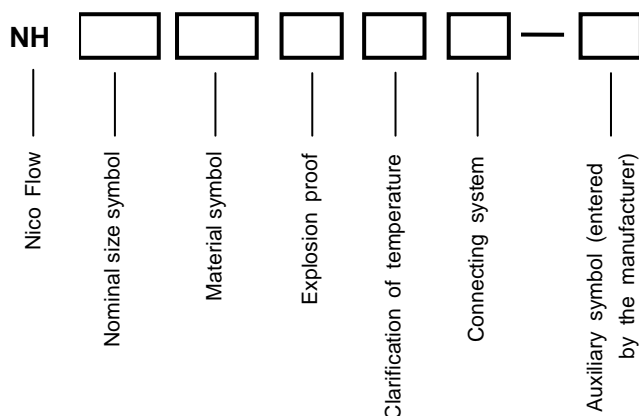 NH
Nico Flow
Nominal size symbol
Material symbol
Explosion proof
Clarification of temperature
Connecting system
Auxiliary symbol (entered
by the manufacturer)